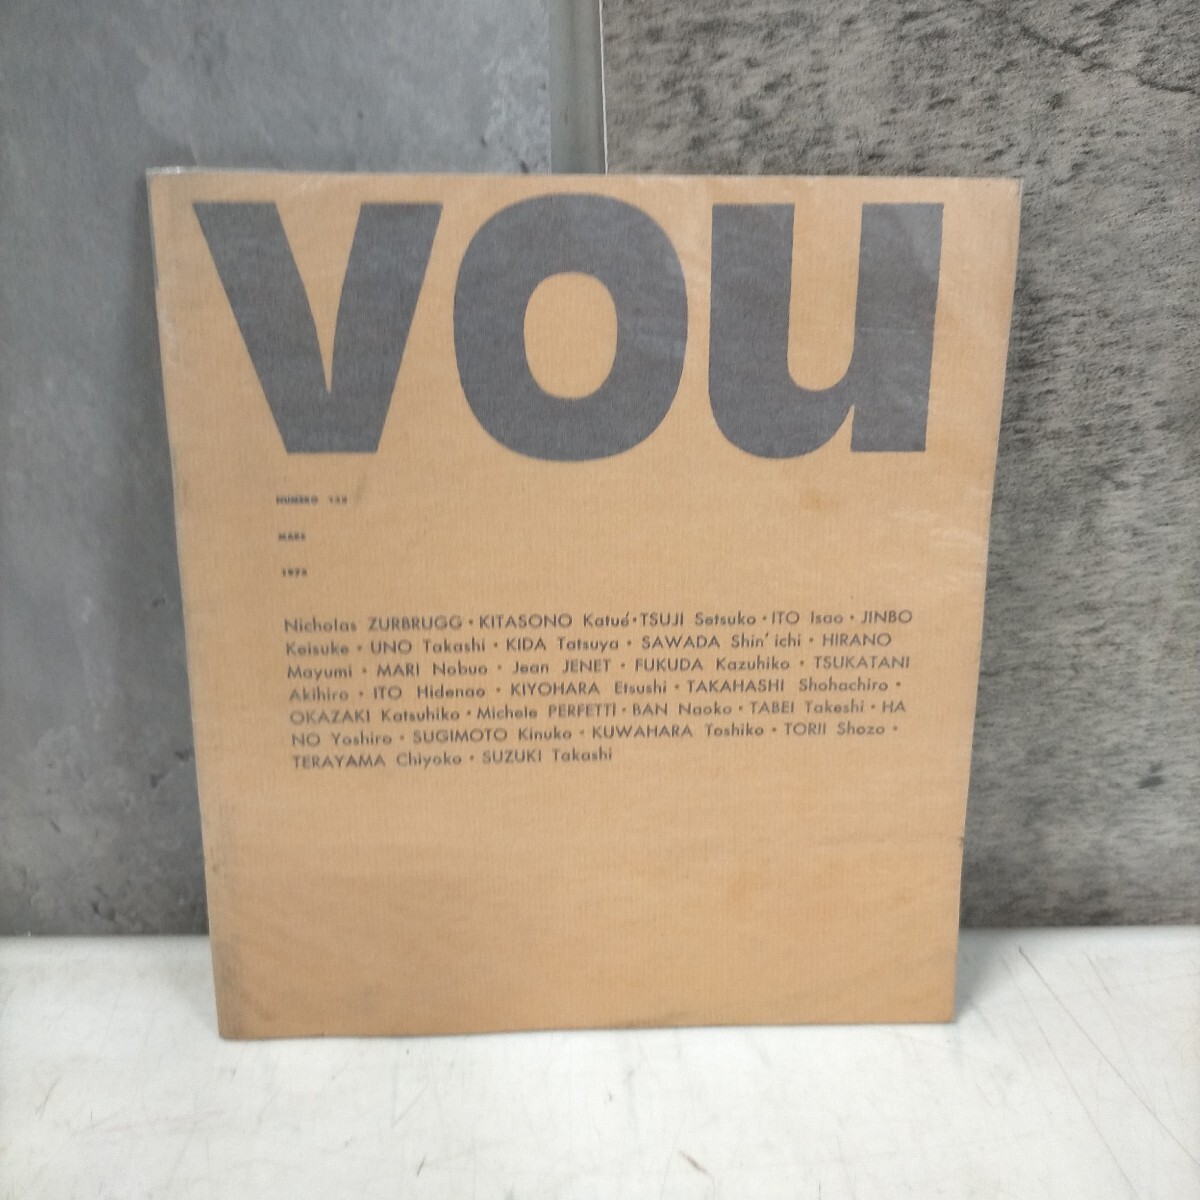 vou
NUMERO
MARS
Nicholas ZURBRUGG・KITASONO Katué・TSUJI Setsuko・ITO Isao・JINBO
Keisuke・UNO Takashi・KIDA Tatsuya・SAWADA Shin'ichi・HIRANO
Mayumi・MARI Nobuo・Jean JENET・FUKUDA Kazuhiko・TSUKATANI
Akihiro・ITO Hidenao・KIYOHARA Etsushi・TAKAHASHI Shohachiro・
OKAZAKI Katsuhiko・Michele PERFETTI・BAN Naoko・TABEI Takeshi・HA
NO Yoshiro・SUGIMOTO Kinuko・KUWAHARA Toshiko・TORII Shozo・
TERAYAMA Chiyoko・SUZUKI Takashi